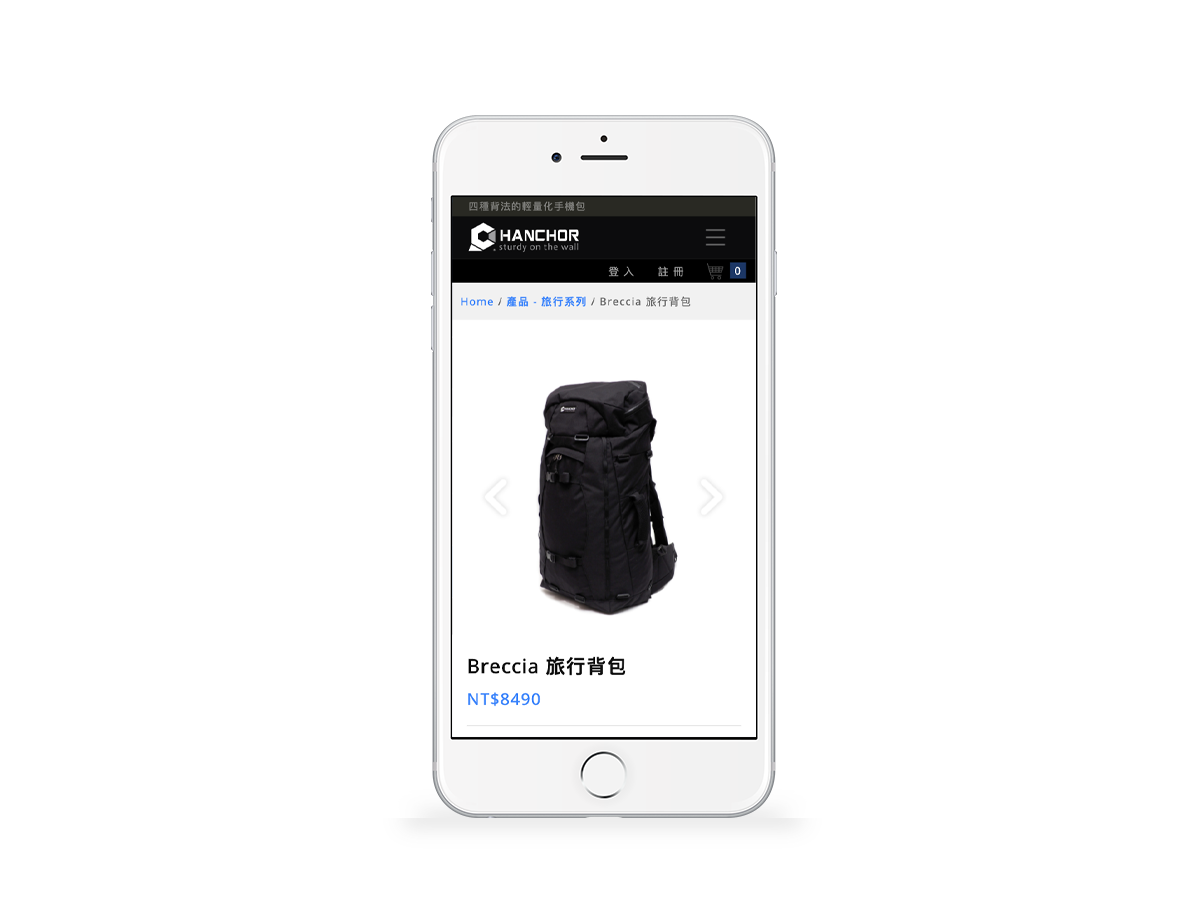 四種背法的輕量化手機包
HANCHOR
sturdy on the wall
登入 註冊 0
Home / 產品 - 旅行系列 / Breccia 旅行背包
HANCHOR
Breccia 旅行背包
NT$8490